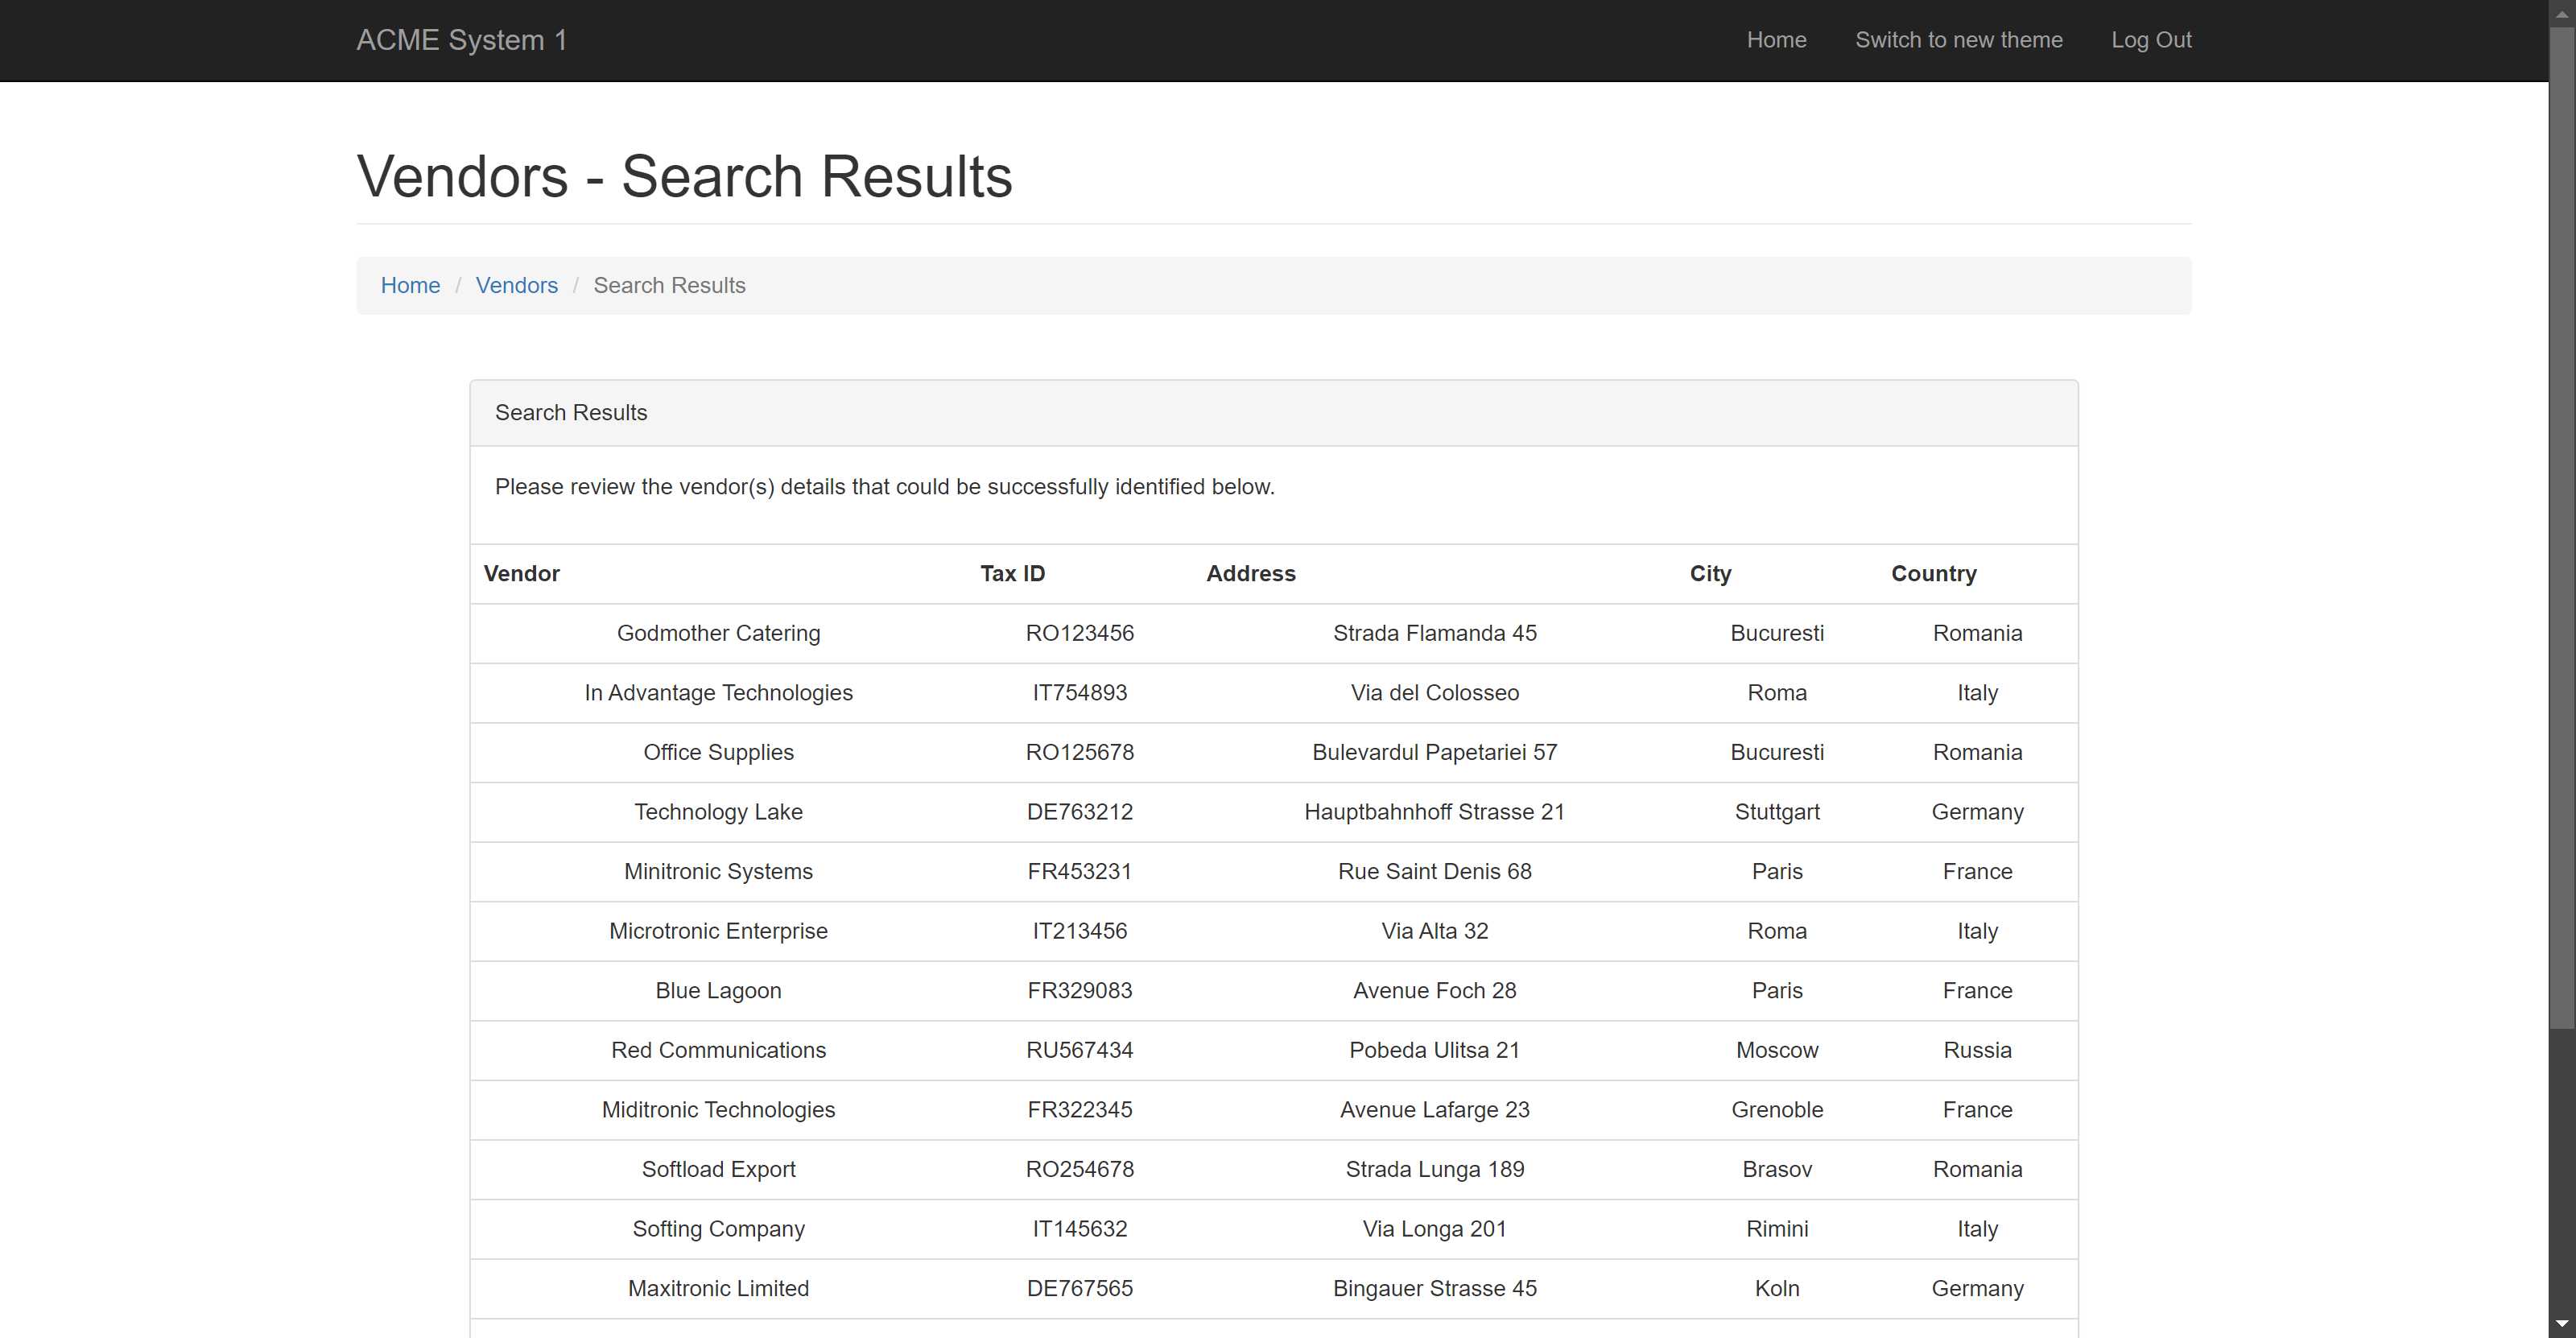 ACME System 1 Home Switch to new theme Log Out
Vendors - Search Results
Home / Vendors / Search Results
Search Results
Please review the vendor(s) details that could be successfully identified below.
Vendor Tax ID Address City Country
Godmother Catering RO123456 Strada Flamanda 45 Bucuresti Romania
In Advantage Technologies IT754893 Via del Colosseo Roma Italy
Office Supplies RO125678 Bulevardul Papetariei 57 Bucuresti Romania
Technology Lake DE763212 Hauptbahnhoff Strasse 21 Stuttgart Germany
Minitronic Systems FR453231 Rue Saint Denis 68 Paris France
Microtronic Enterprise IT213456 Via Alta 32 Roma Italy
Blue Lagoon FR329083 Avenue Foch 28 Paris France
Red Communications RU567434 Pobeda Ulitsa 21 Moscow Russia
Miditronic Technologies FR322345 Avenue Lafarge 23 Grenoble France
Softload Export RO254678 Strada Lunga 189 Brasov Romania
Softing Company IT145632 Via Longa 201 Rimini Italy
Maxitronic Limited DE767565 Bingauer Strasse 45 Koln Germany